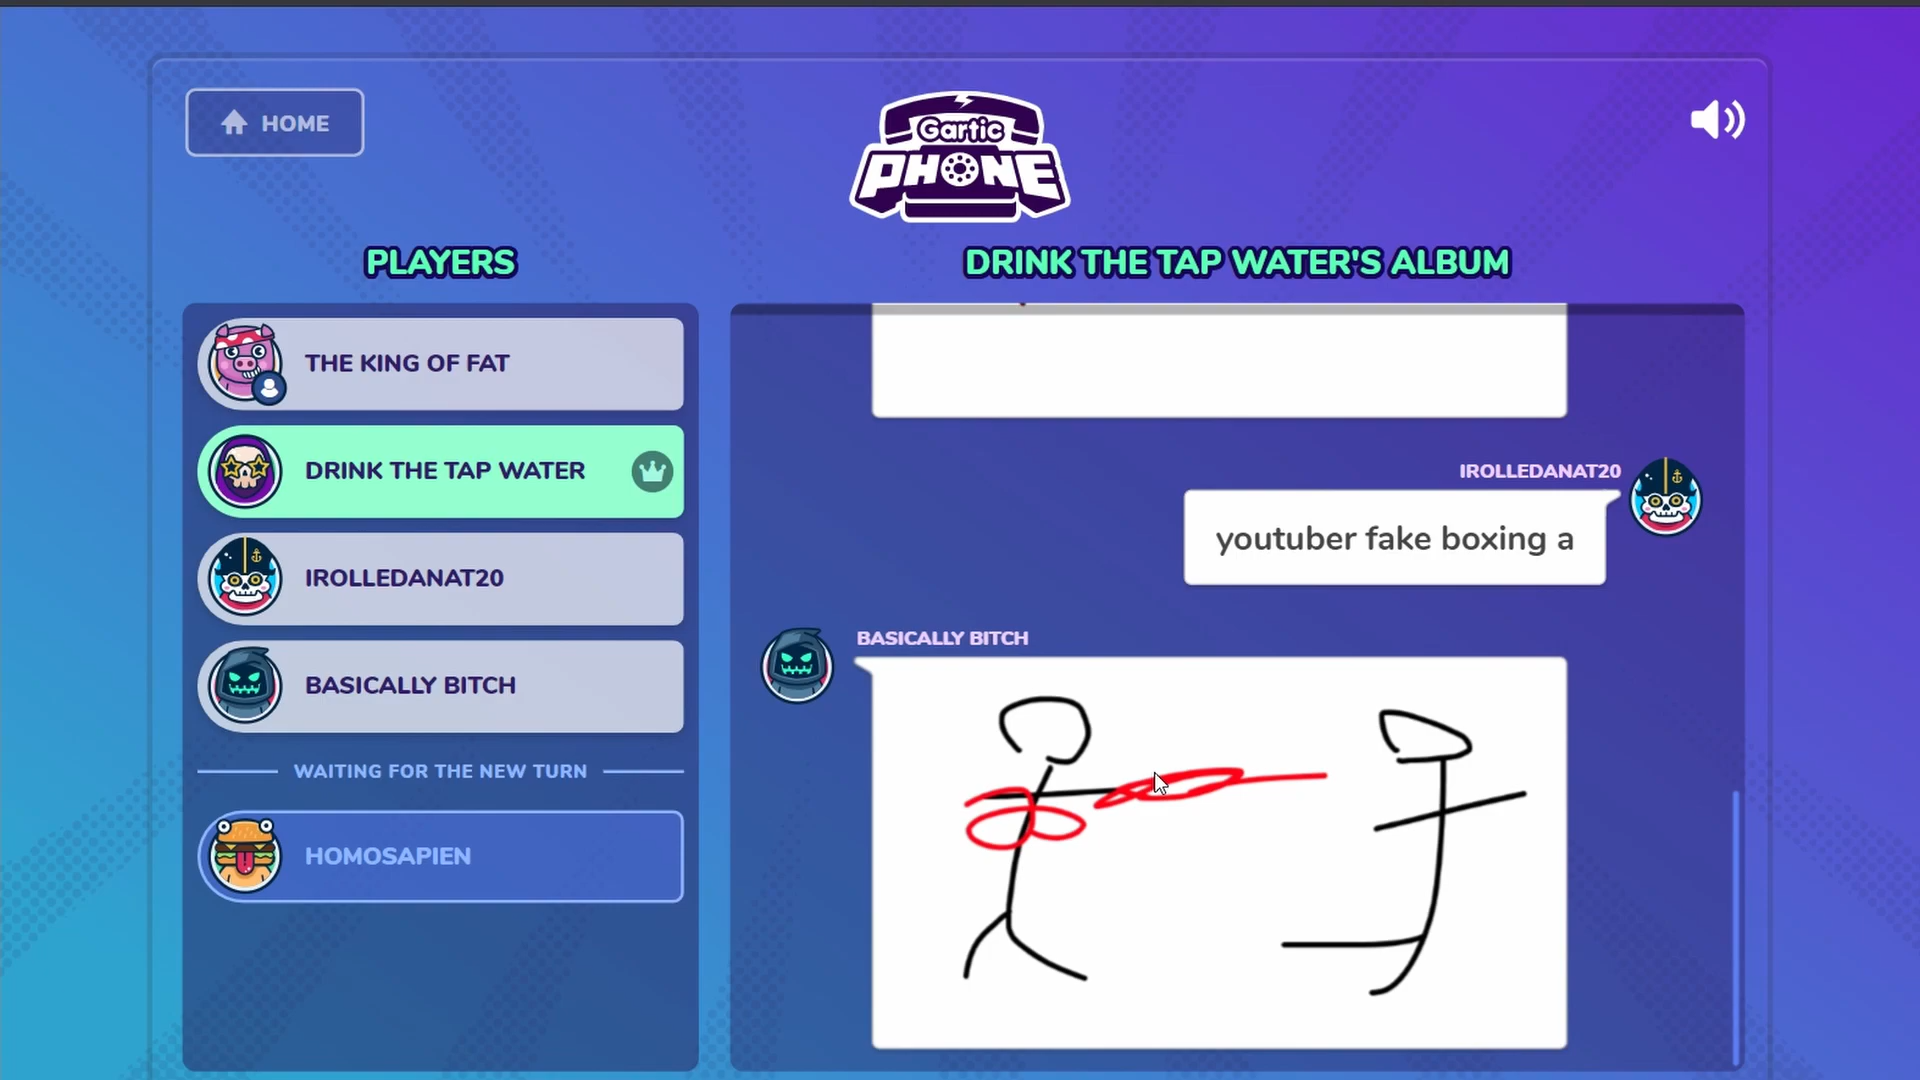 HOME
Gartic
PHONE
PLAYERS
DRINK THE TAP WATER'S ALBUM
THE KING OF FAT
DRINK THE TAP WATER
IROLLEDANAT20
BASICALLY BITCH
WAITING FOR THE NEW TURN
HOMOSAPIEN
IROLLEDANAT20
youtuber fake boxing a
BASICALLY BITCH